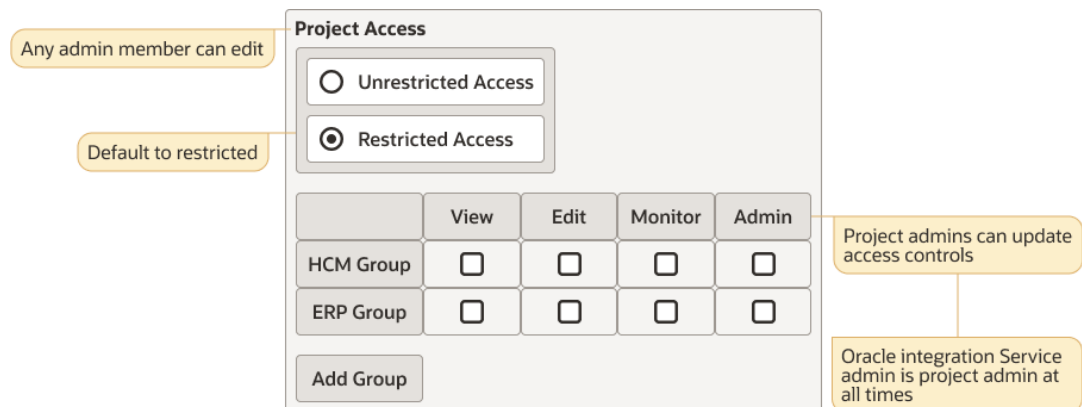 Project Access
Any admin member can edit
Unrestricted Access
Default to restricted
Restricted Access
View Edit Monitor Admin
Project admins can update
access controls
HCM Group
ERP Group
Add Group
Oracle integration Service
admin is project admin at
all times